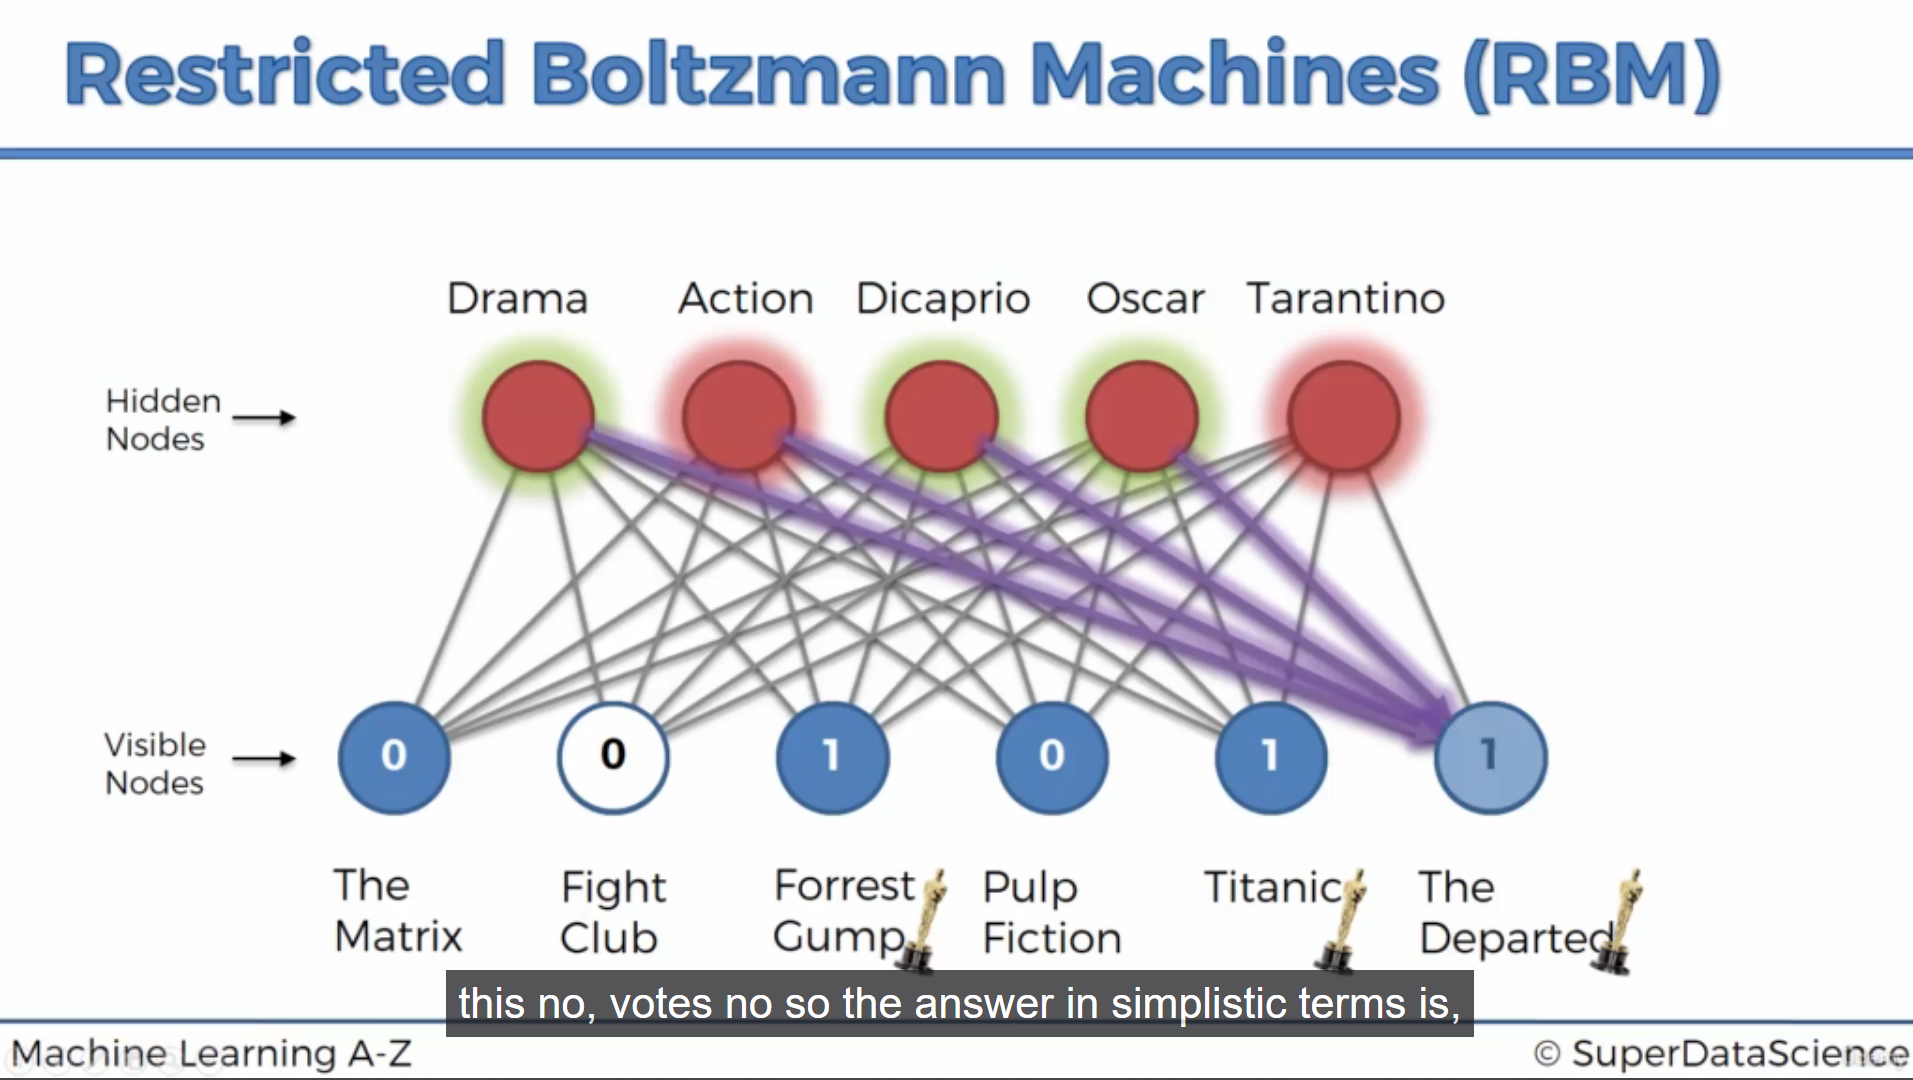 Restricted Boltzmann Machines (RBM)
Drama Action Dicaprio Oscar Tarantino
Hidden
Nodes
Visible
Nodes
0 0 1 0 1 1
The
Matrix
Fight
Club
Forrest
Gump
Pulp
Fiction
Titanic
The
Departed
this no, votes no so the answer in simplistic terms is,
Machine Learning A-Z
© SuperDataScience